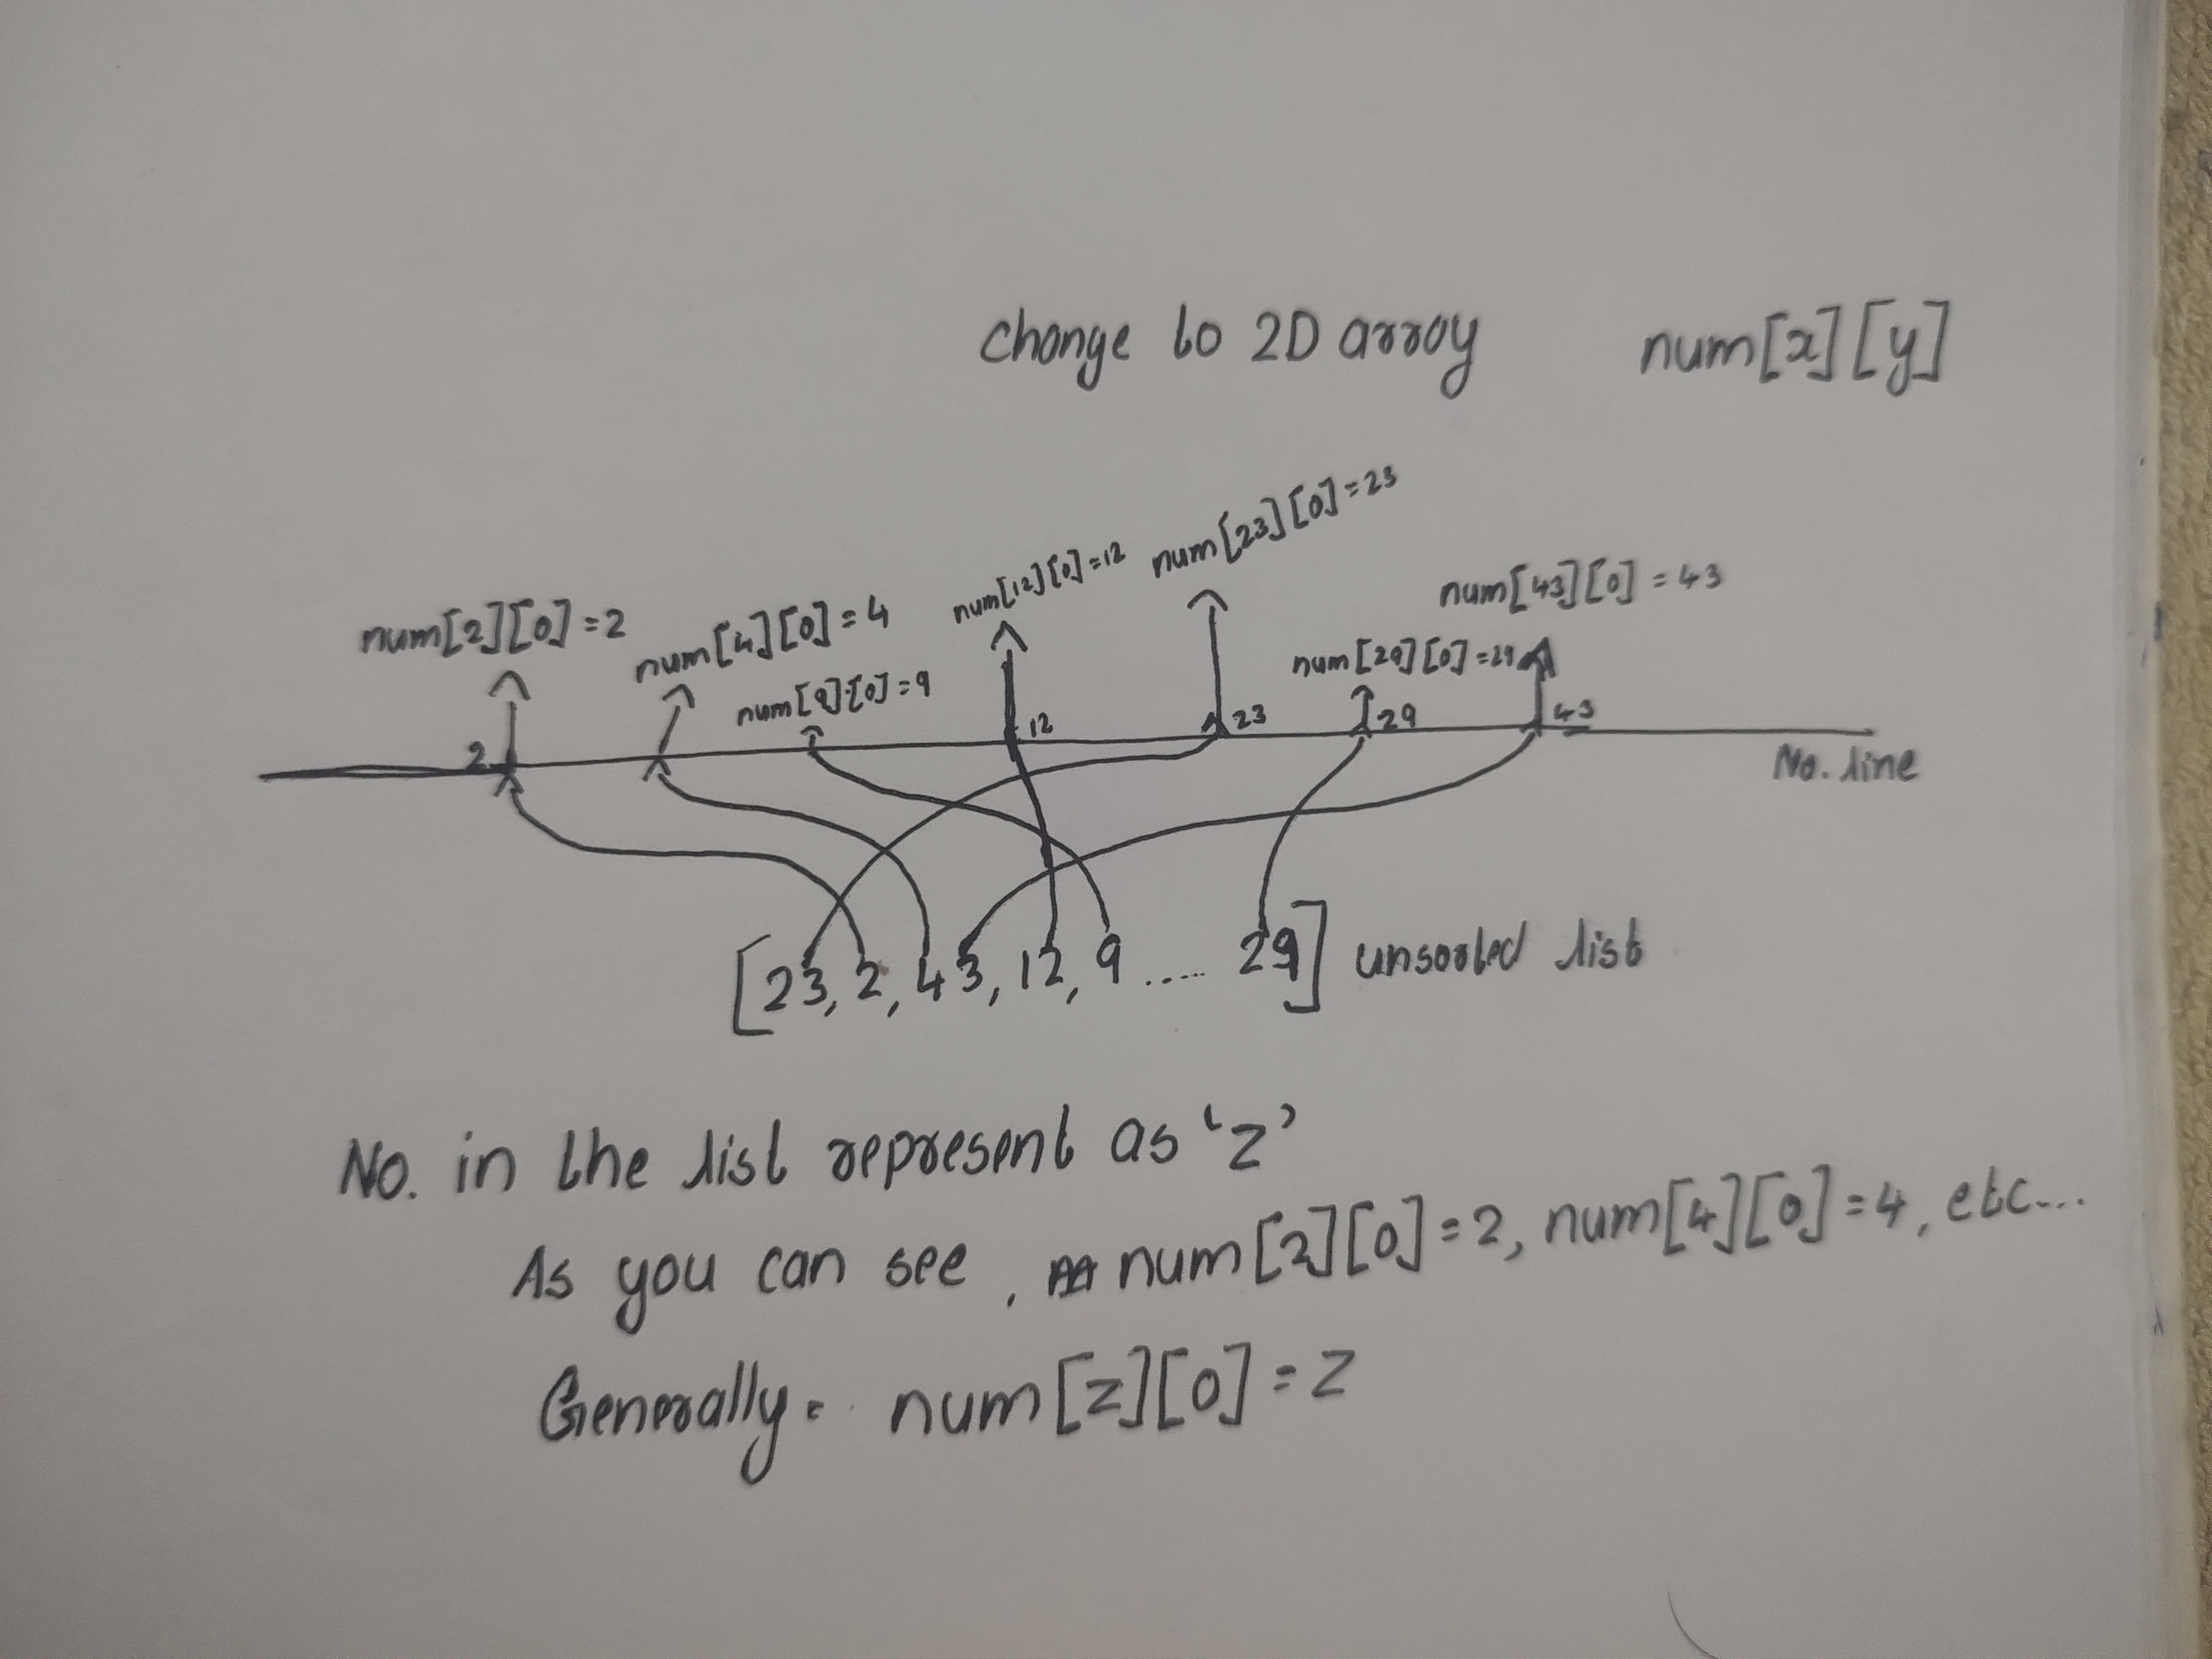 Change to 2D array num[x][y]
num[2][0] = 2
num[4][0] = 4
num[9][0] = 9
num[12][0] = 12
num[23][0] = 23
num[29][0] = 29
num[43][0] = 43
2 12 23 29 43
No. line
[23, 2, 43, 12, 9 ..... 29] unsorted list
No. in the list represent as 'Z'
As you can see, num[2][0] = 2, num[4][0] = 4, etc...
Generally = num[Z][0] = Z